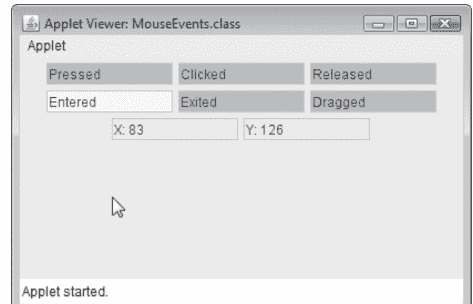 Applet Viewer: MouseEvents.class
Applet
Pressed Clicked Released
Entered Exited Dragged
X: 83 Y: 126
Applet started.